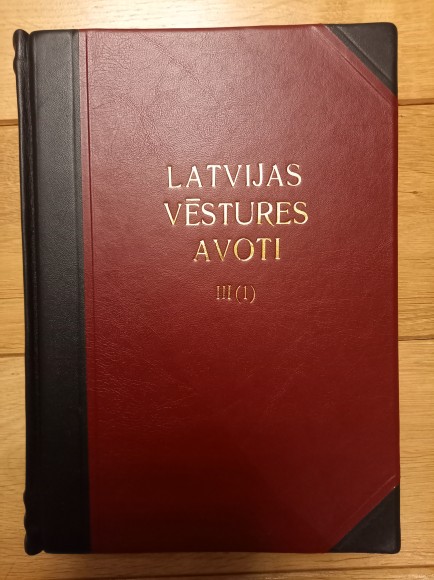 LATVIJAS
VĒSTURES
AVOTI
III (1)